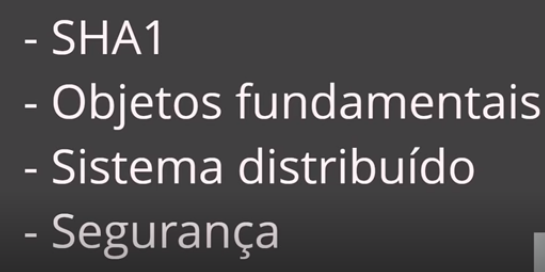 - SHA1
- Objetos fundamentais
- Sistema distribuído
- Segurança